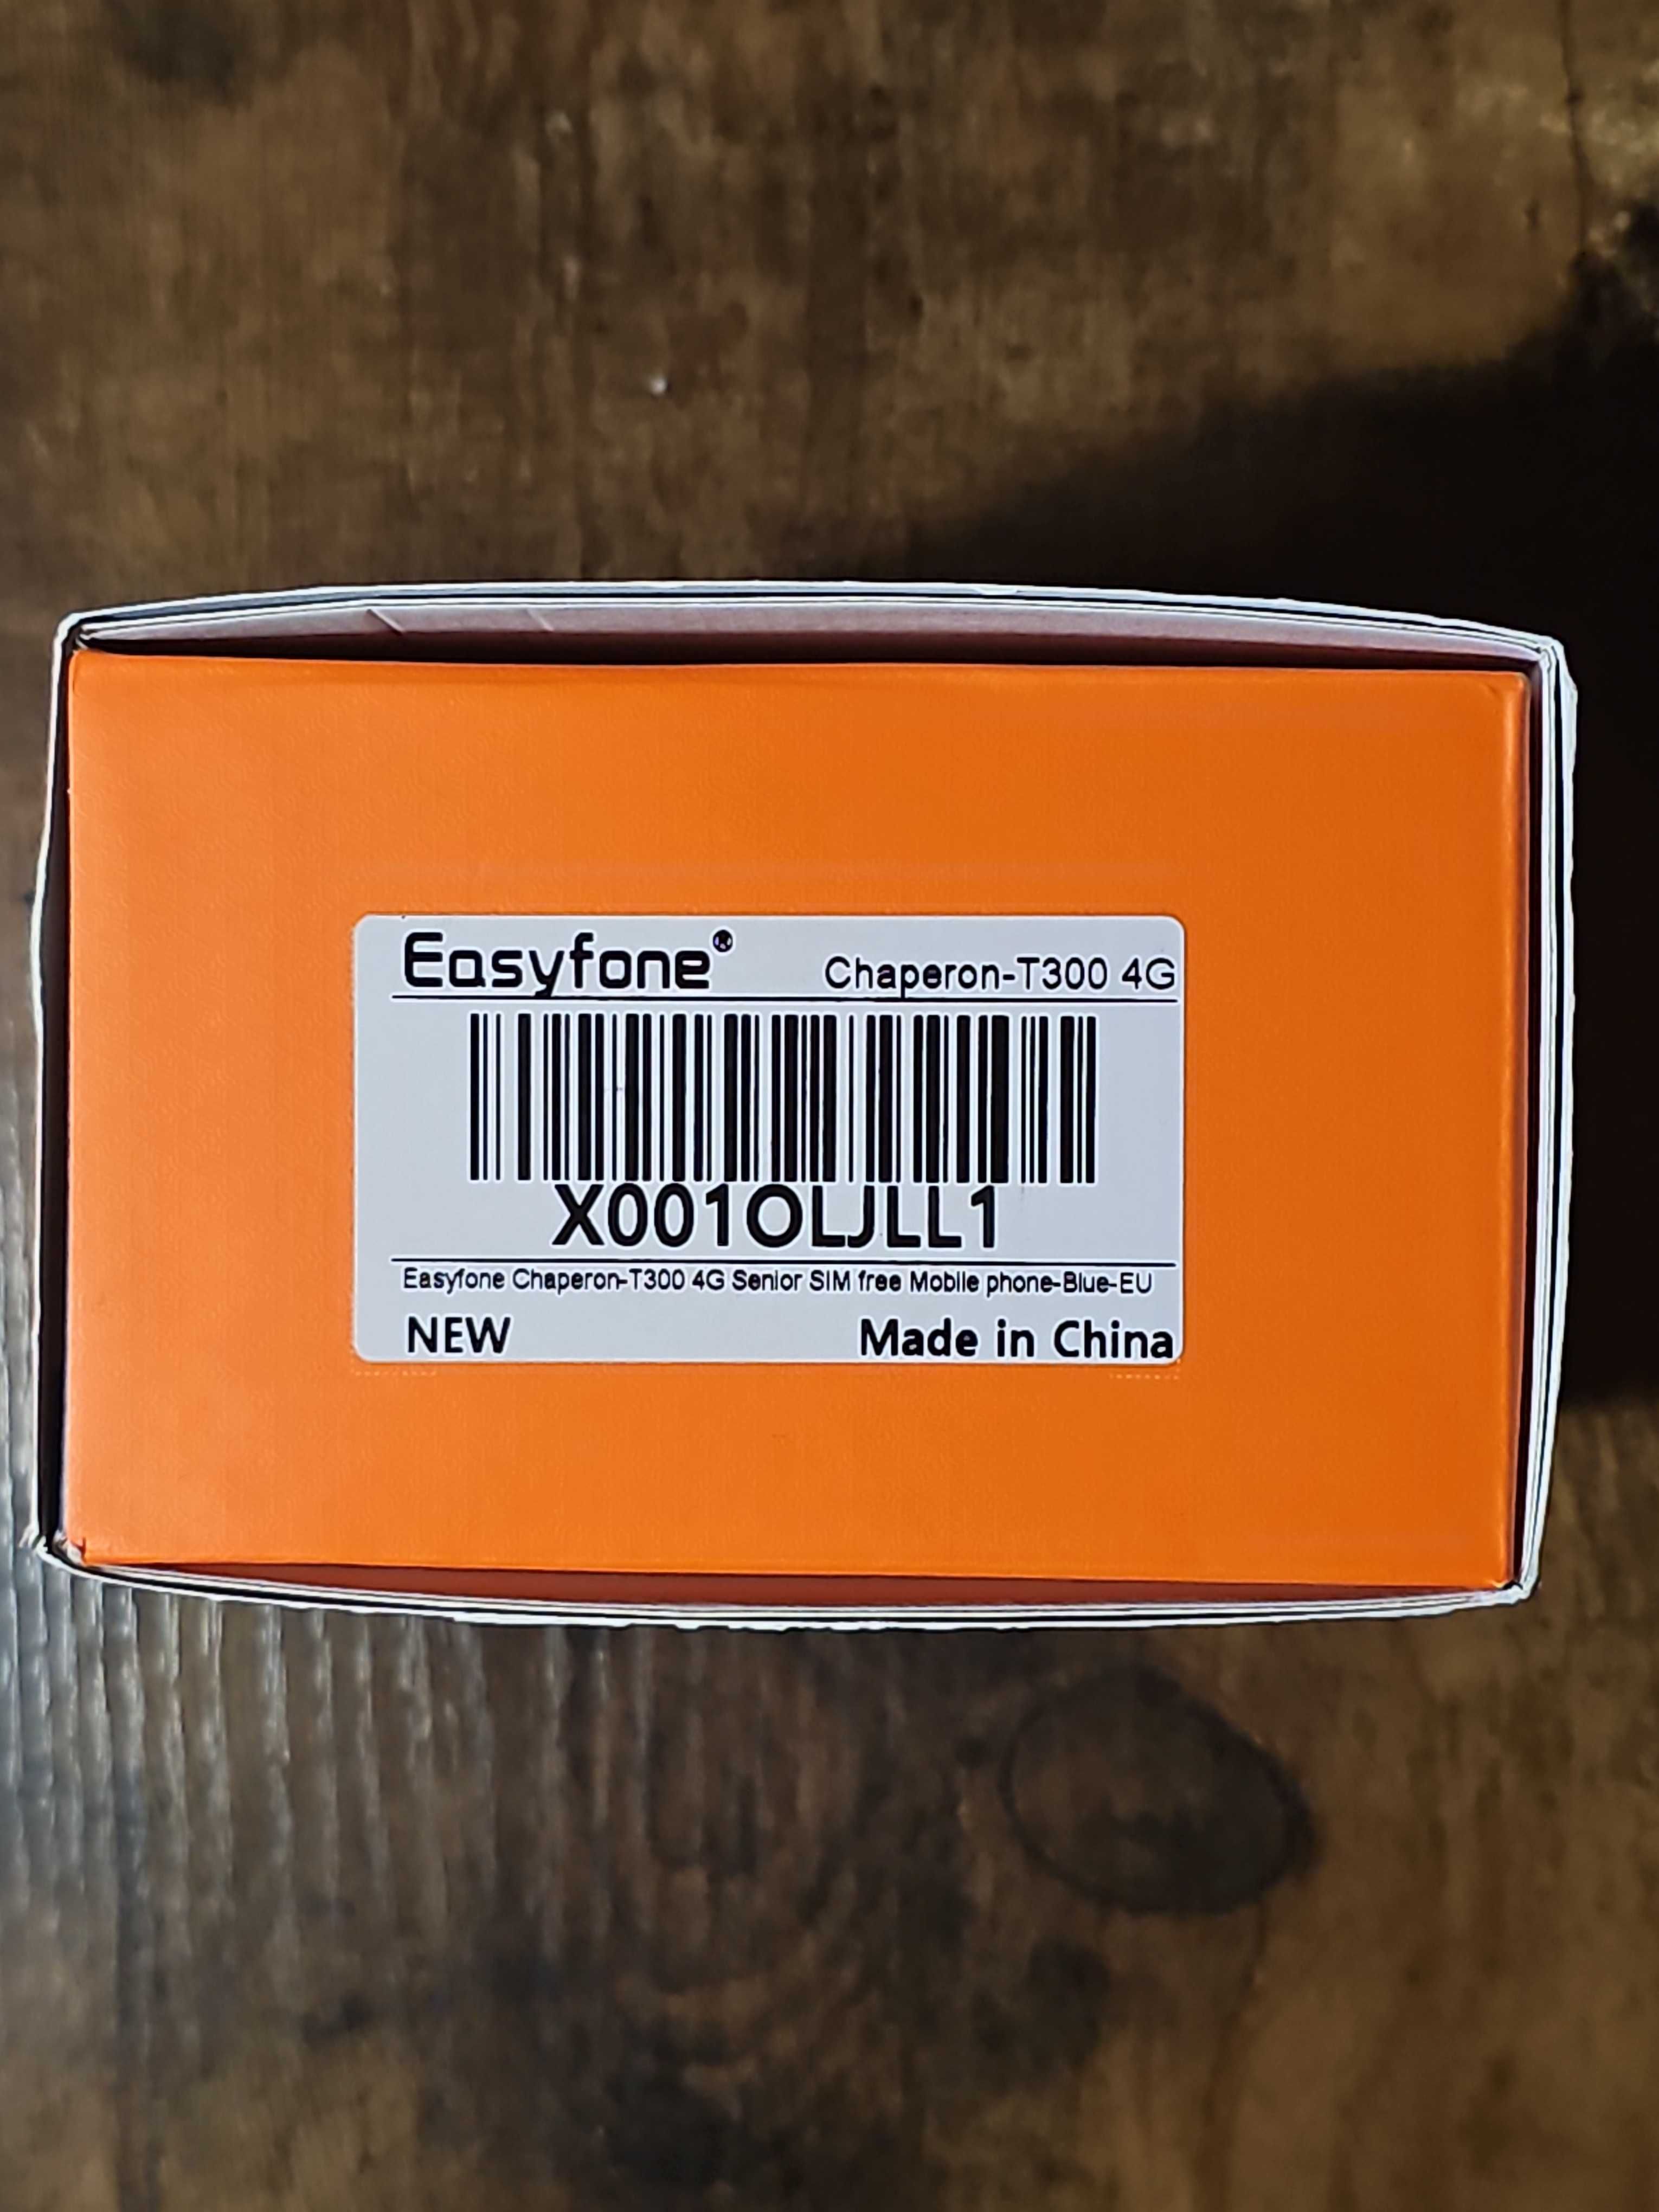 Easyfone® Chaperon-T300 4G
X001OLJLL1
Easyfone Chaperon-T300 4G Senior SIM free Mobile phone-Blue-EU
NEW Made in China